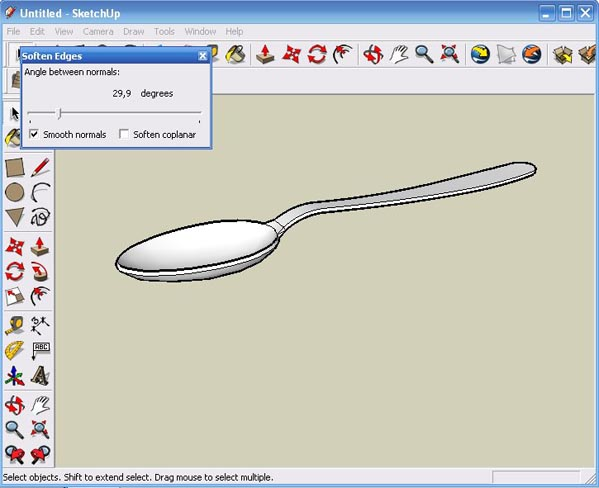 Untitled - SketchUp
File Edit View Camera Draw Tools Window Help
Soften Edges
Angle between normals:
29,9 degrees
Smooth normals Soften coplanar
ABC
Select objects. Shift to extend select. Drag mouse to select multiple.